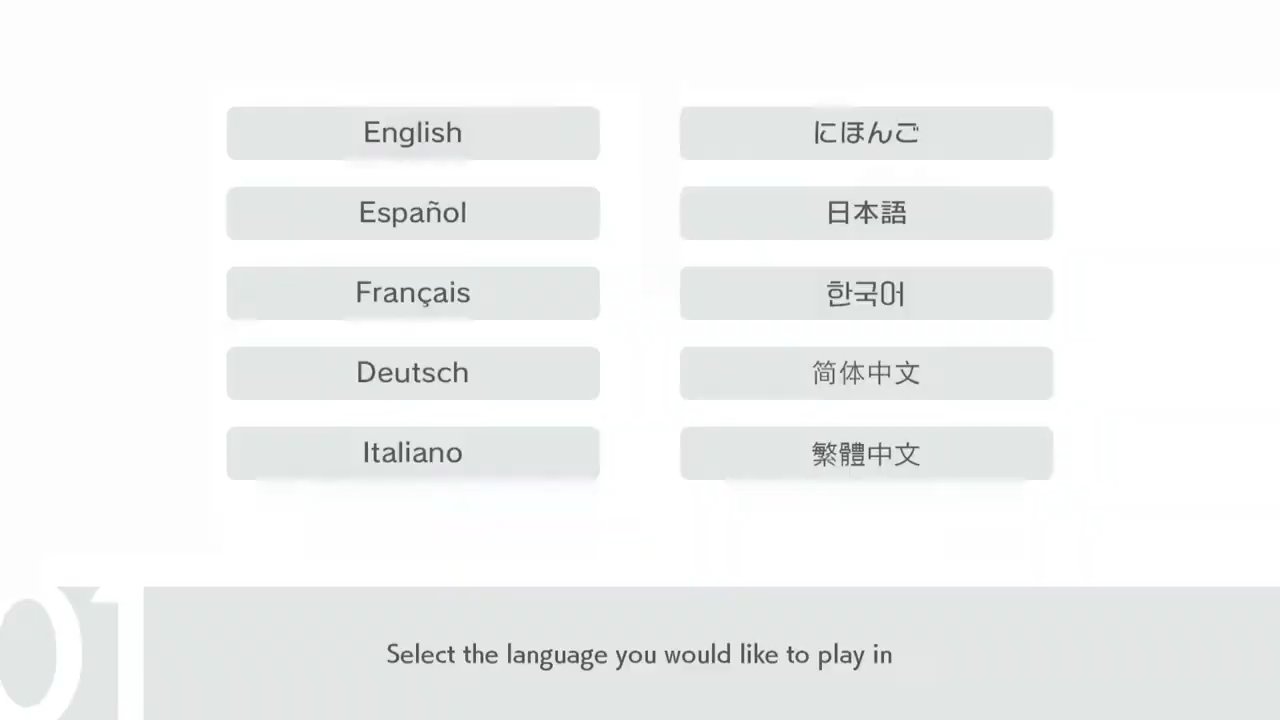 English
Español
Français
Deutsch
Italiano
にほんご
日本語
한국어
简体中文
繁體中文
01
Select the language you would like to play in